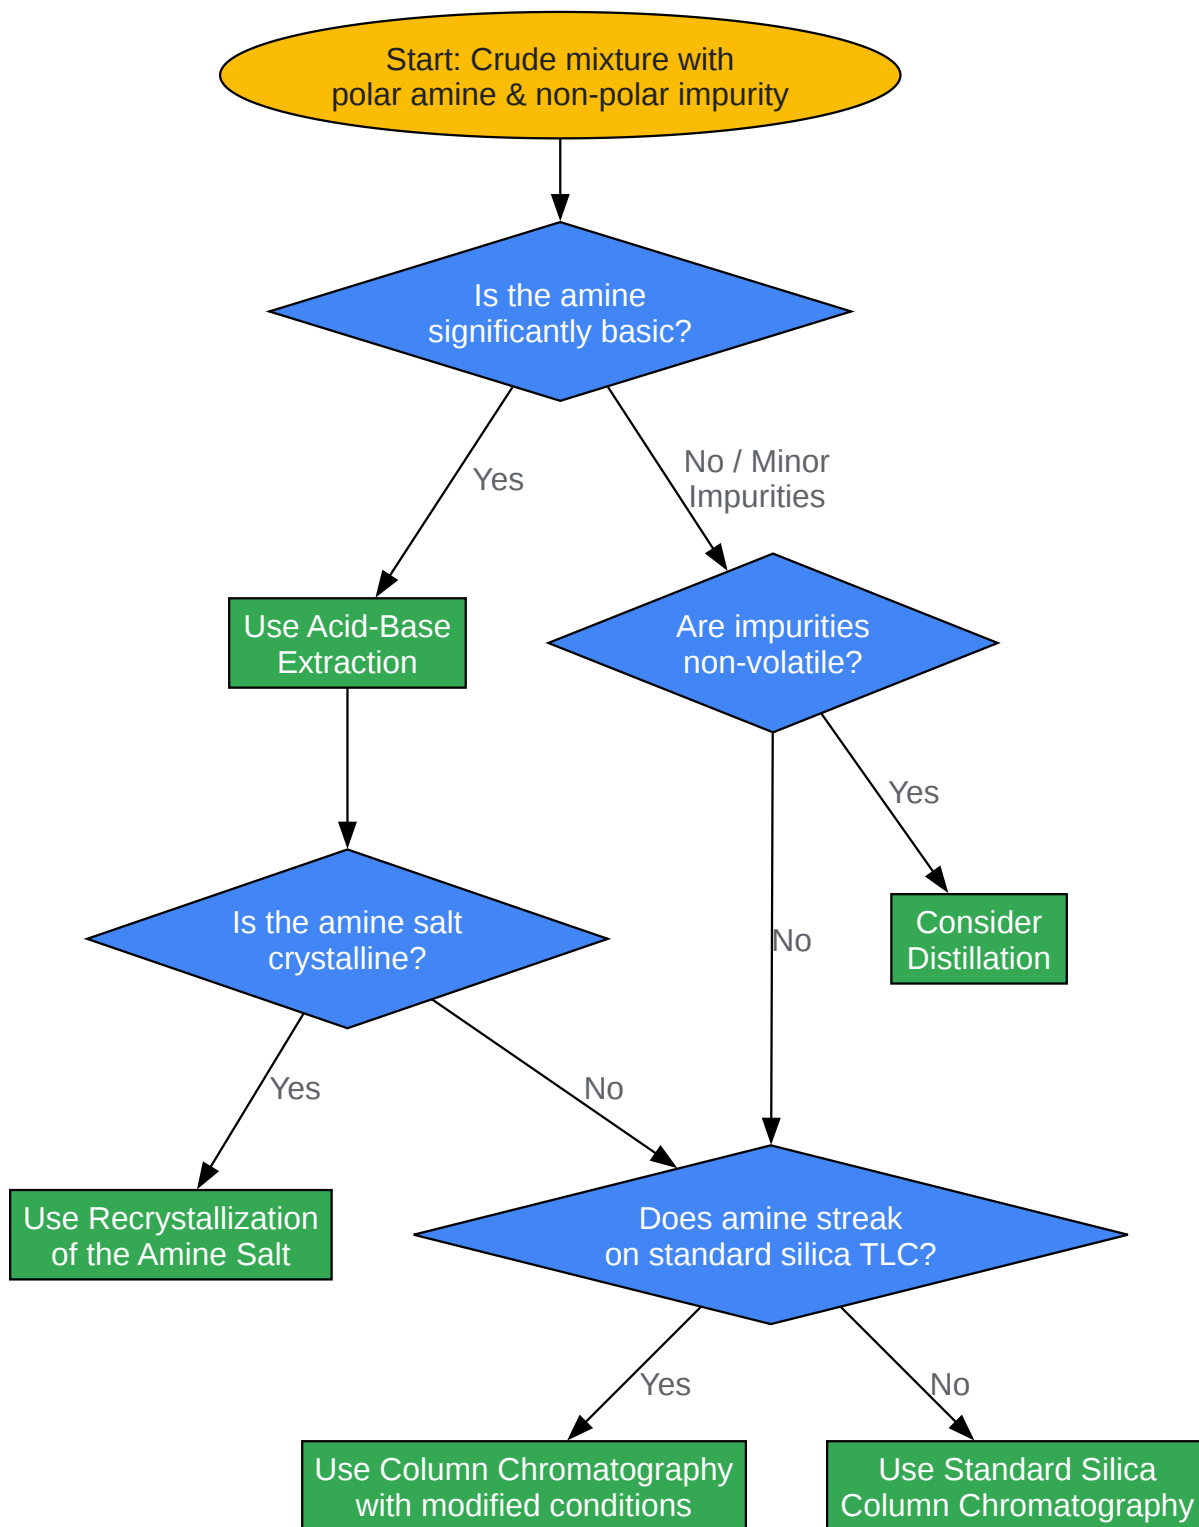 Start: Crude mixture with
polar amine & non-polar impurity
Is the amine
significantly basic?
Yes
No / Minor
Impurities
Use Acid-Base
Extraction
Are impurities
non-volatile?
Yes
No
Consider
Distillation
Is the amine salt
crystalline?
Yes
No
Use Recrystallization
of the Amine Salt
Does amine streak
on standard silica TLC?
Yes
No
Use Column Chromatography
with modified conditions
Use Standard Silica
Column Chromatography